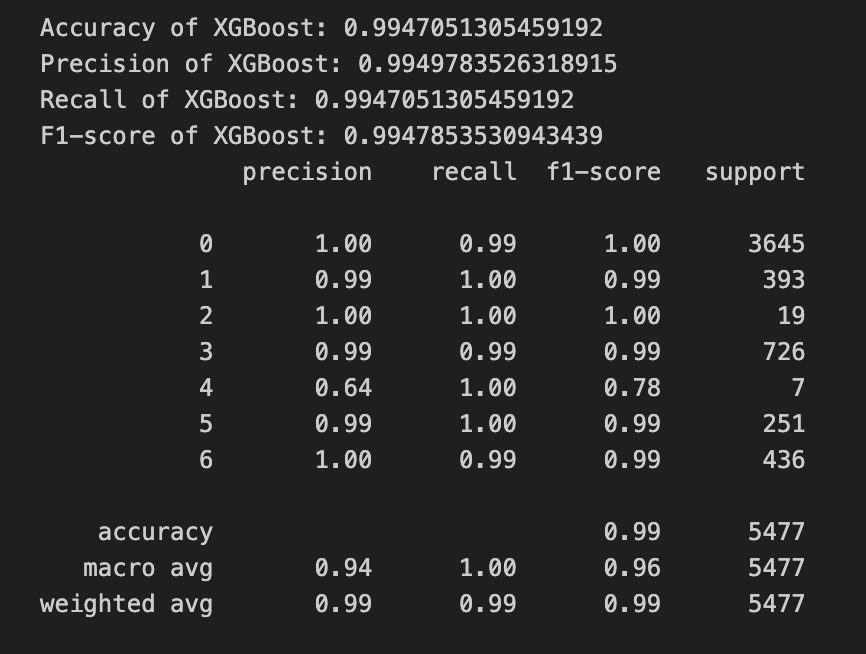 Accuracy of XGBoost: 0.9947051305459192
Precision of XGBoost: 0.9949783526318915
Recall of XGBoost: 0.9947051305459192
F1-score of XGBoost: 0.9947853530943439
precision recall f1-score support
0 1.00 0.99 1.00 3645
1 0.99 1.00 0.99 393
2 1.00 1.00 1.00 19
3 0.99 0.99 0.99 726
4 0.64 1.00 0.78 7
5 0.99 1.00 0.99 251
6 1.00 0.99 0.99 436
accuracy 0.99 5477
macro avg 0.94 1.00 0.96 5477
weighted avg 0.99 0.99 0.99 5477